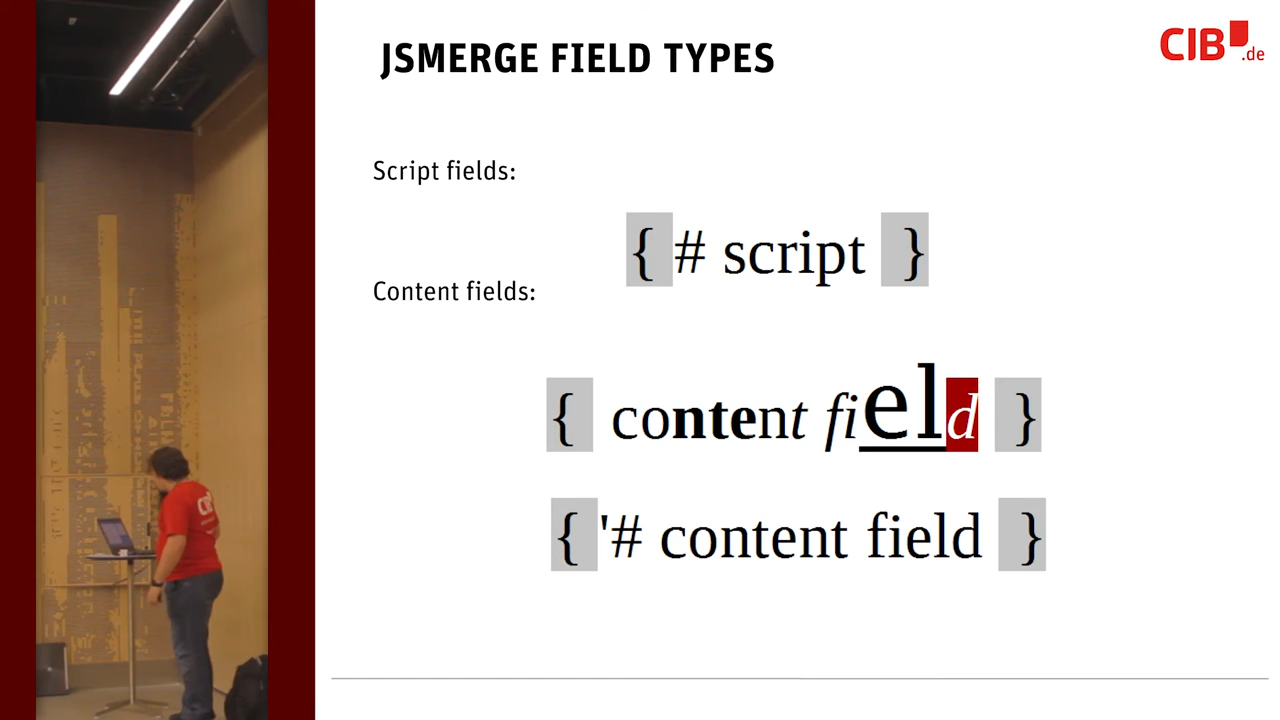 JSMERGE FIELD TYPES
CIB.de
Script fields:
{ # script }
Content fields:
{ content field }
{ '# content field }